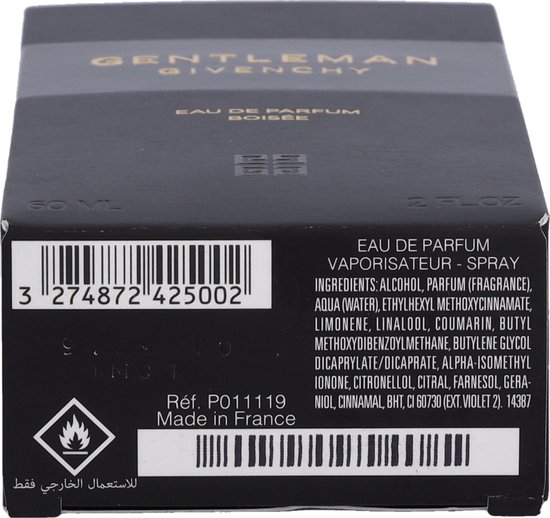 GENTLEMAN
GIVENCHY
EAU DE PARFUM
BOISÉE
60 ML
2 FL.OZ
3 274872 425002
EAU DE PARFUM
VAPORISATEUR - SPRAY
INGREDIENTS: ALCOHOL, PARFUM (FRAGRANCE),
AQUA (WATER), ETHYLHEXYL METHOXYCINNAMATE,
LIMONENE, LINALOOL, COUMARIN, BUTYL
METHOXYDIBENZOYLMETHANE, BUTYLENE GLYCOL
DICAPRYLATE/DICAPRATE, ALPHA-ISOMETHYL
IONONE, CITRONELLOL, CITRAL, FARNESOL, GERA-
NIOL, CINNAMAL, BHT, CI 60730 (EXT. VIOLET 2). 14387
Réf. P011119
Made in France
للاستعمال الخارجي فقط